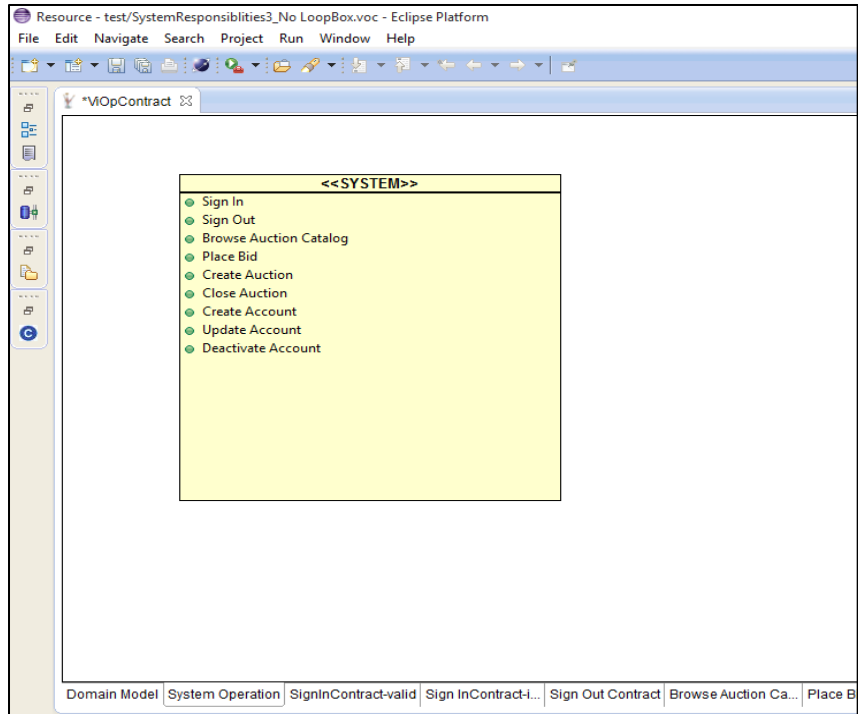 Resource - test/SystemResponsiblities3_No LoopBox.voc - Eclipse Platform
File Edit Navigate Search Project Run Window Help
*ViOpContract
<<SYSTEM>>
Sign In
Sign Out
Browse Auction Catalog
Place Bid
Create Auction
Close Auction
Create Account
Update Account
Deactivate Account
C
Domain Model System Operation SignInContract-valid Sign InContract-i... Sign Out Contract Browse Auction Ca... Place B